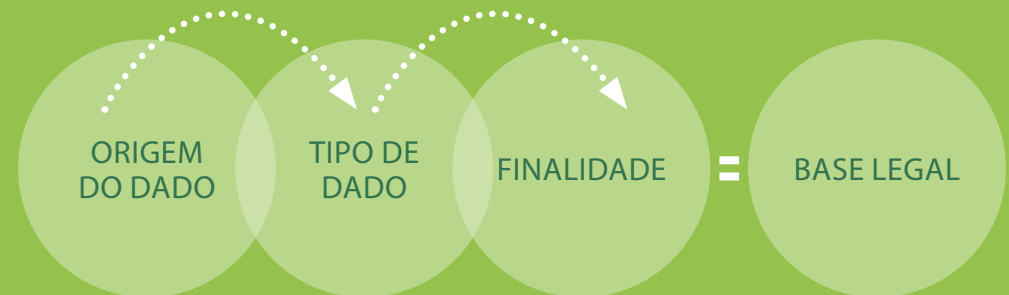 ORIGEM
DO DADO
TIPO DE
DADO
FINALIDADE
=
BASE LEGAL